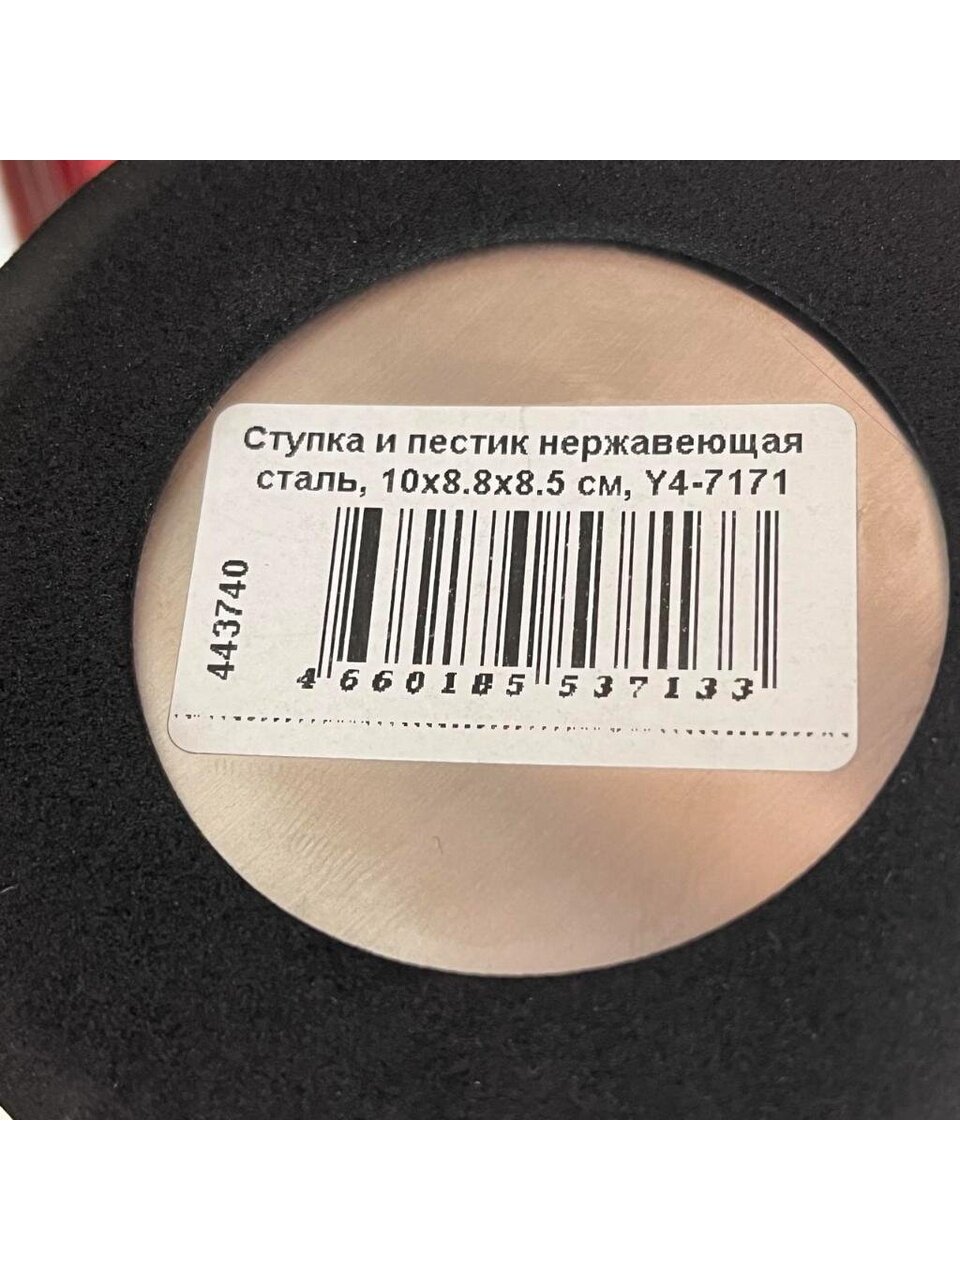 Ступка и пестик нержавеющая
сталь, 10x8.8x8.5 см, Y4-7171
443740
4 660185 537133